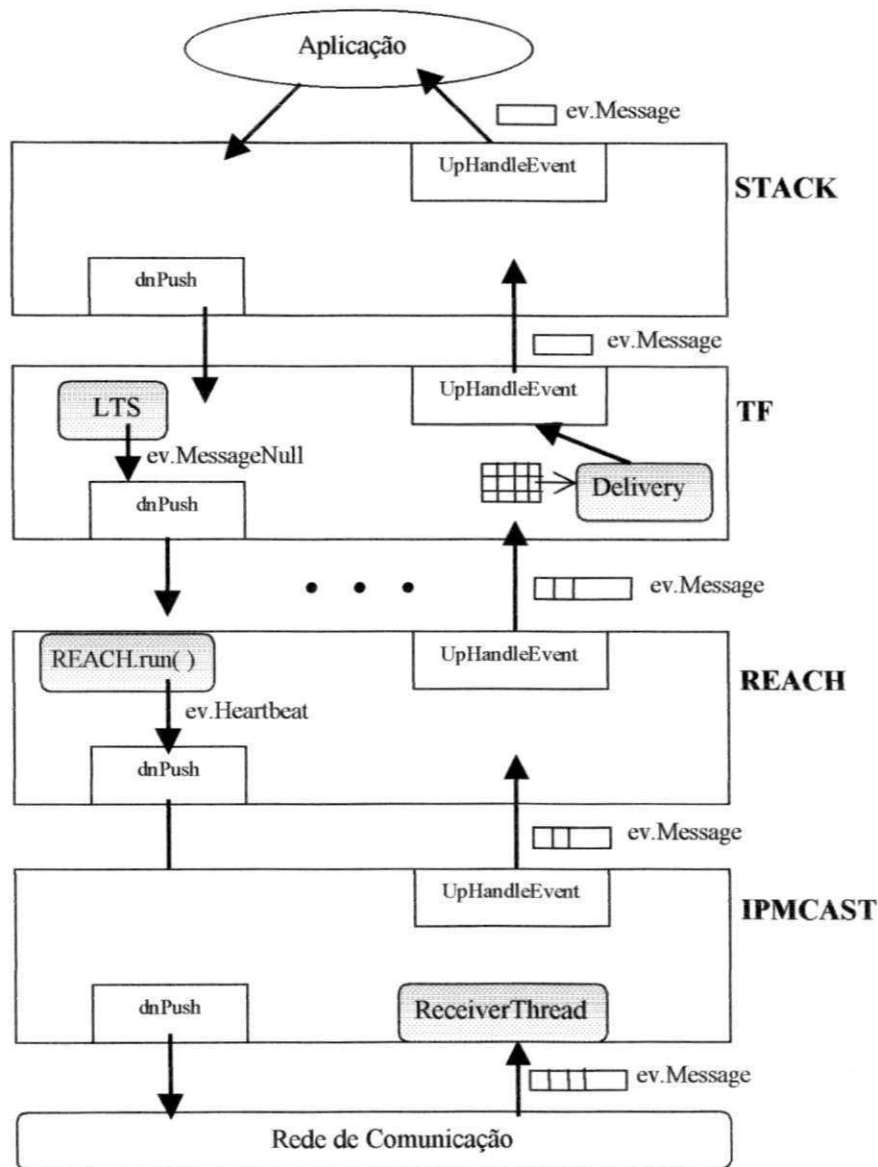 Aplicação
ev.Message
UpHandleEvent
STACK
dnPush
ev.Message
UpHandleEvent
TF
LTS
ev.MessageNull
Delivery
dnPush
• • •
ev.Message
REACH.run( )
UpHandleEvent
REACH
ev.Heartbeat
dnPush
ev.Message
UpHandleEvent
IPMCAST
dnPush
ReceiverThread
ev.Message
Rede de Comunicação